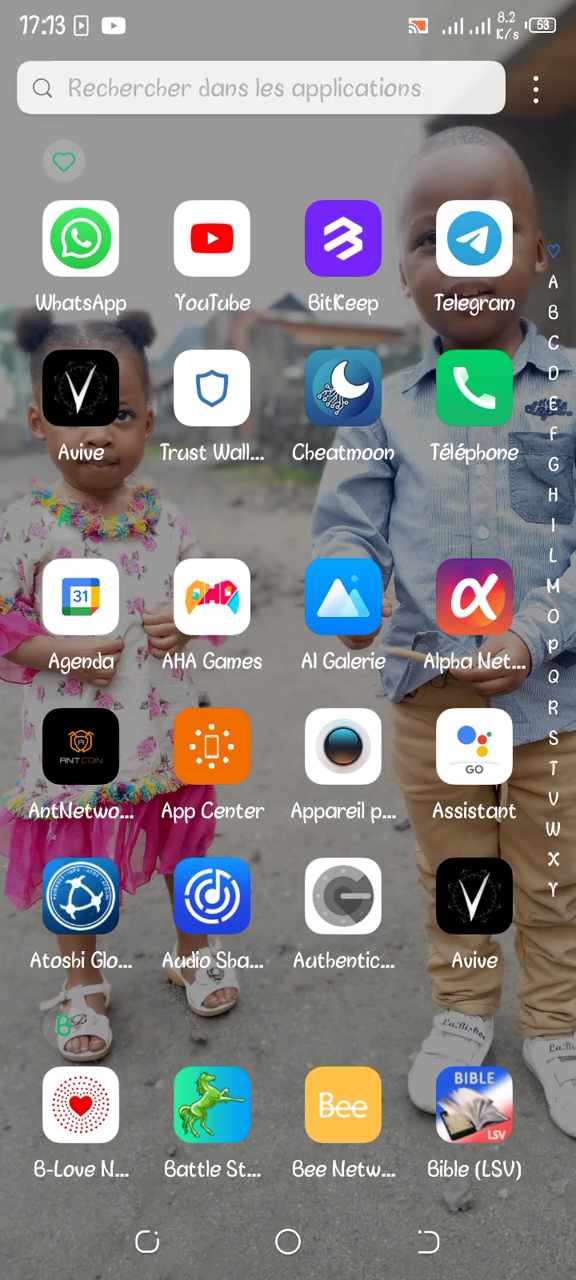 17:13 8.2 K/s 53
Rechercher dans les applications
WhatsApp YouTube BitKeep Telegram
Avive Trust Wall... Cheatmoon Téléphone
A
31 AHA GO
Agenda AHA Games AI Galerie Alpha Net...
ANTCOIN
AntNetwo... App Center Appareil p... Assistant
Atoshi Glo... Audio Sha... Authentic... Avive
B
Bee BIBLE LSV
B-Love N... Battle St... Bee Netw... Bible (LSV)
A
B
C
D
E
F
G
H
I
L
M
O
P
Q
R
S
T
V
W
X
Y